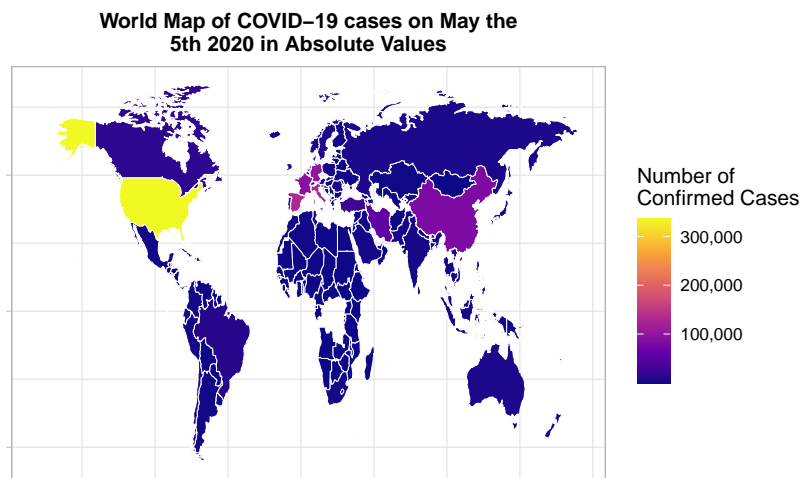 World Map of COVID−19 cases on May the
5th 2020 in Absolute Values
Number of
Confirmed Cases
300,000
200,000
100,000